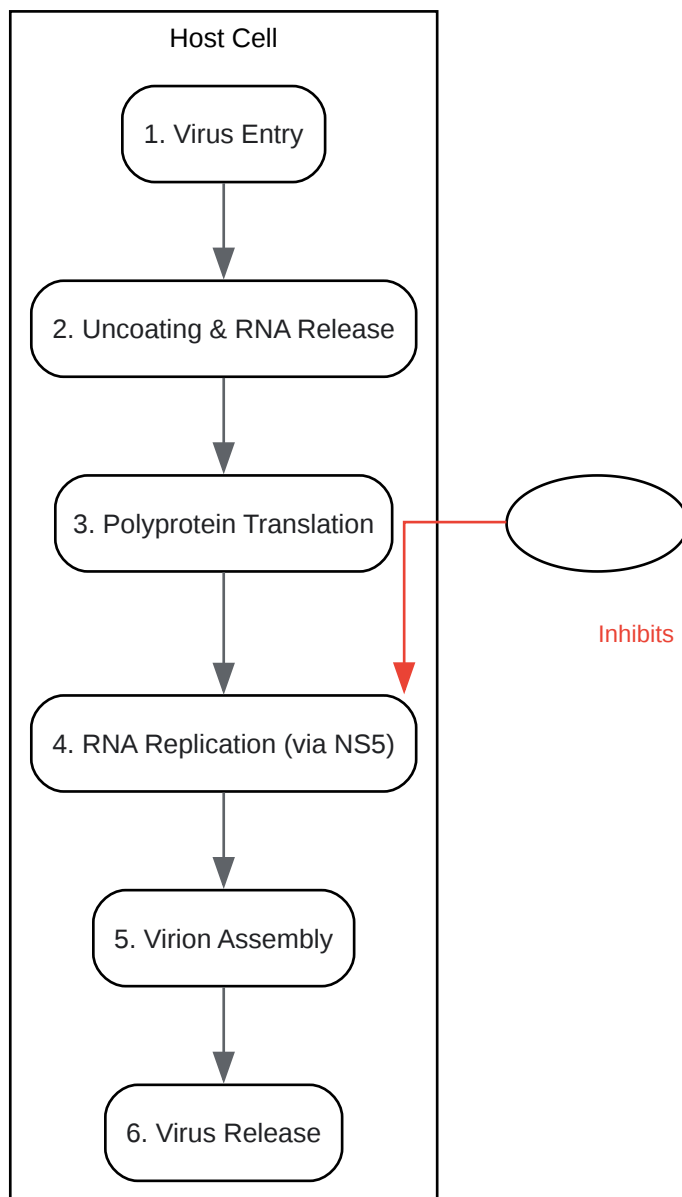 Host Cell
1. Virus Entry
2. Uncoating & RNA Release
3. Polyprotein Translation
Inhibits
4. RNA Replication (via NS5)
5. Virion Assembly
6. Virus Release